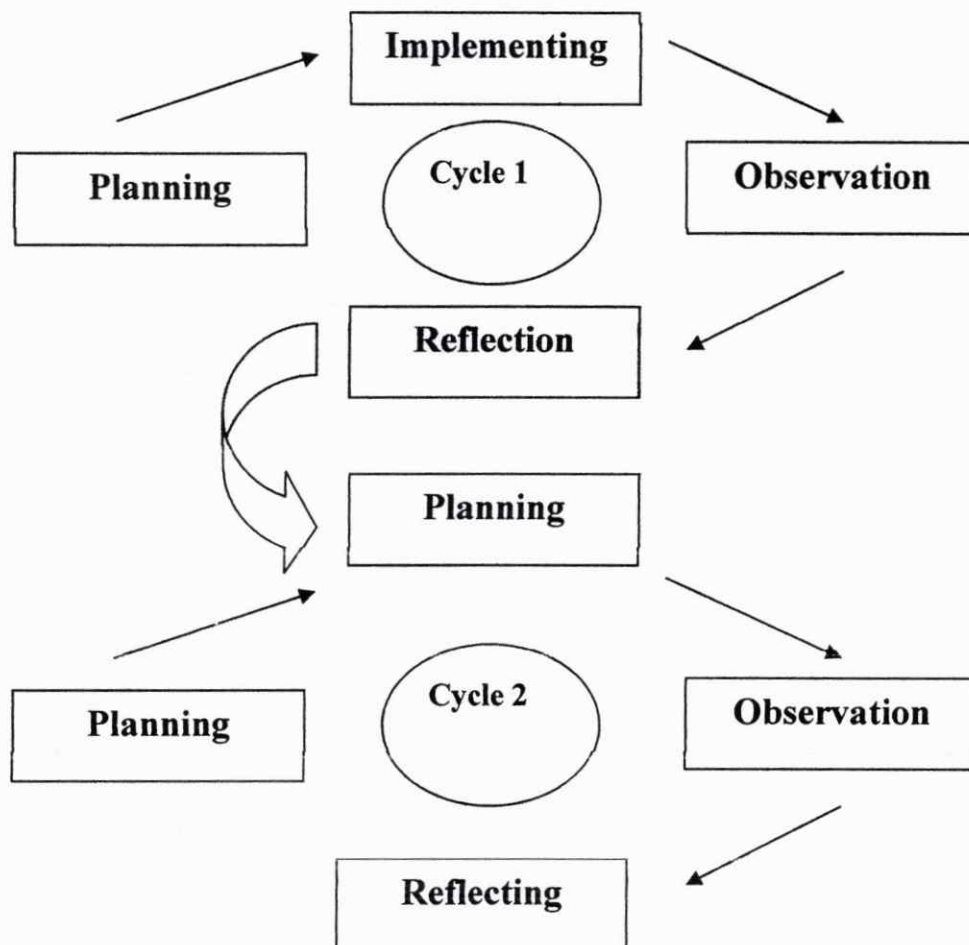 Implementing
Planning
Cycle 1
Observation
Reflection
Planning
Planning
Cycle 2
Observation
Reflecting